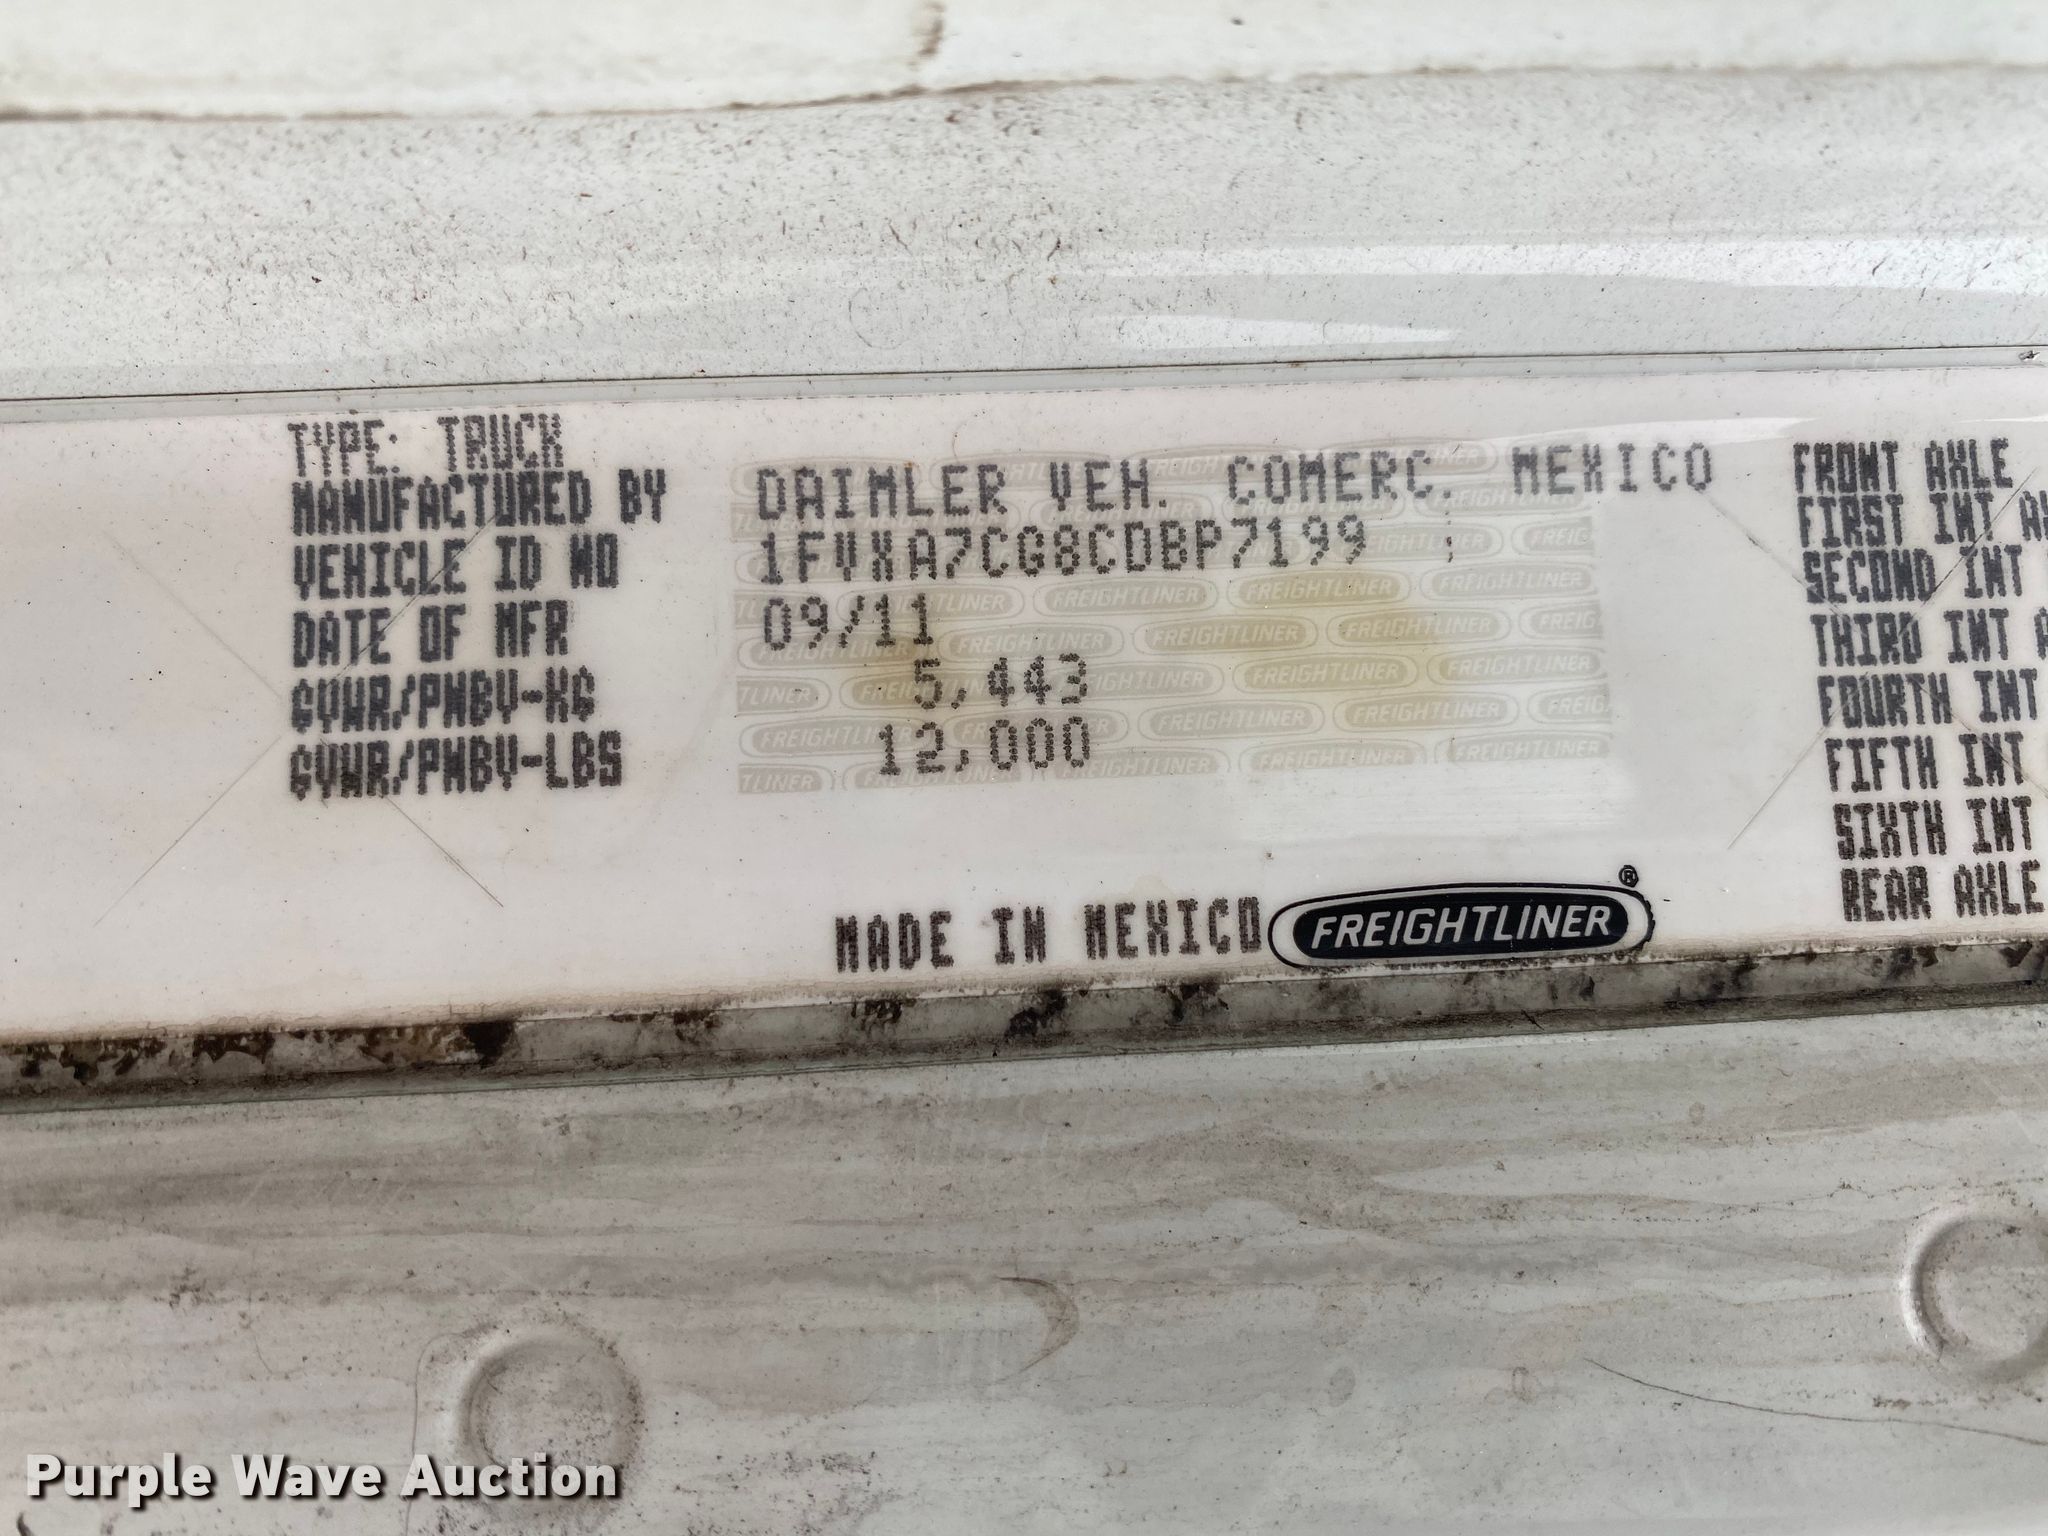 TYPE: TRUCK
MANUFACTURED BY DAIMLER VEH. COMERC. MEXICO
VEHICLE ID NO 1FVXA7CG8CDBP7199
DATE OF MFR 09/11
GVWR/PNBV-KG 5,443
GVWR/PNBV-LBS 12,000
MADE IN MEXICO FREIGHTLINER ®
FRONT AXLE
FIRST INT
SECOND INT
THIRD INT
FOURTH INT
FIFTH INT
SIXTH INT
REAR AXLE
Purple Wave Auction